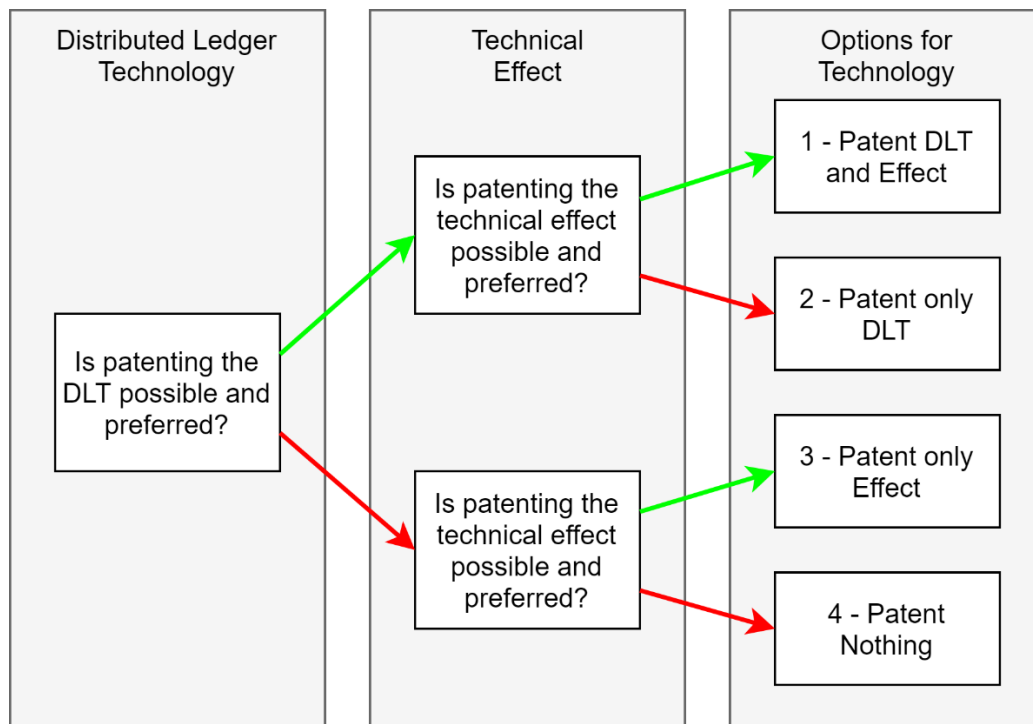 Distributed Ledger
Technology
Technical
Effect
Options for
Technology
Is patenting the
DLT possible and
preferred?
Is patenting the
technical effect
possible and
preferred?
Is patenting the
technical effect
possible and
preferred?
1 - Patent DLT
and Effect
2 - Patent only
DLT
3 - Patent only
Effect
4 - Patent
Nothing